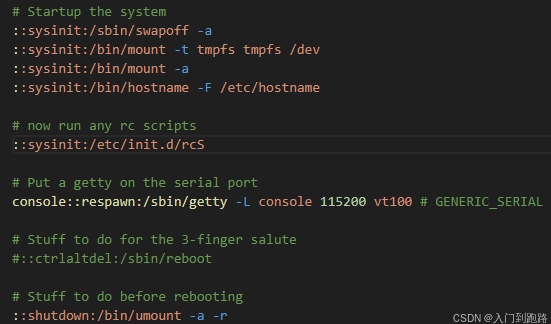 # Startup the system
::sysinit:/sbin/swapoff -a
::sysinit:/bin/mount -t tmpfs tmpfs /dev
::sysinit:/bin/mount -a
::sysinit:/bin/hostname -F /etc/hostname
# now run any rc scripts
::sysinit:/etc/init.d/rcS
# Put a getty on the serial port
console::respawn:/sbin/getty -L console 115200 vt100 # GENERIC_SERIAL
# Stuff to do for the 3-finger salute
#::ctrlaltdel:/sbin/reboot
# Stuff to do before rebooting
::shutdown:/bin/umount -a -r
CSDN @入门到跑路